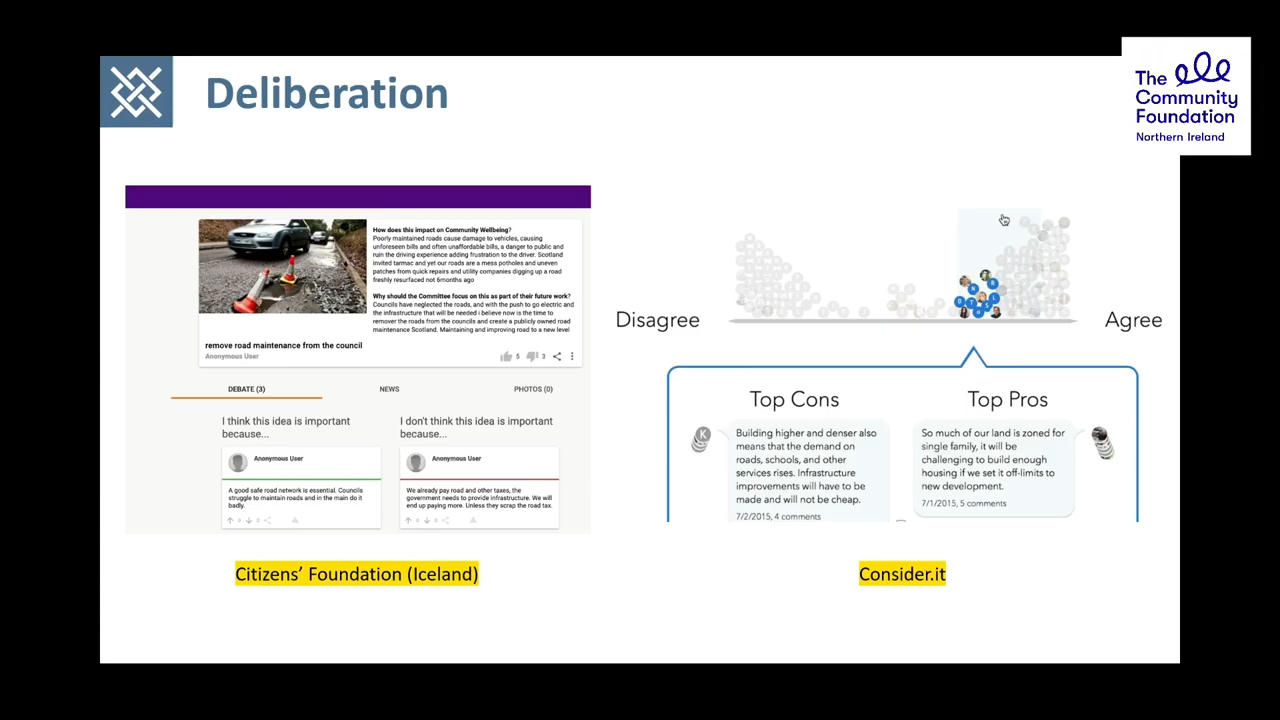 Deliberation
The
Community
Foundation
Northern Ireland
How does this impact on Community Wellbeing?
Poorly maintained roads cause damage to vehicles, causing
unforeseen bills and often unaffordable bills, a danger to public and
ruin the driving experience adding frustration to the driver. Scotland
invited tarmac and yet our roads are a mess potholes and uneven
patches from quick repairs and utility companies digging up a road
freshly resurfaced not 6months ago
Why should the Committee focus on this as part of their future work?
Councils have neglected the roads, and with the push to go electric and
the infrastructure that will be needed i believe now is the time to
remove the roads from the councils and create a publicly owned road
maintenance Scotland. Maintaining and improving road to a new level
remove road maintenance from the council
Anonymous User
5
3
DEBATE (3)
NEWS
PHOTOS (0)
I think this idea is important
because...
Anonymous User
A good safe road network is essential. Councils
struggle to maintain roads and in the main do it
badly.
0
0
I don't think this idea is important
because...
Anonymous User
We already pay road and other taxes, the
government needs to provide infrastructure. We will
end up paying more. Unless they scrap the road tax.
0
0
Citizens' Foundation (Iceland)
Disagree
Agree
Top Cons
K
Building higher and denser also
means that the demand on
roads, schools, and other
services rises. Infrastructure
improvements will have to be
made and will not be cheap.
7/2/2015, 4 comments
Top Pros
So much of our land is zoned for
single family, it will be
challenging to build enough
housing if we set it off-limits to
new development.
7/1/2015, 5 comments
Consider.it